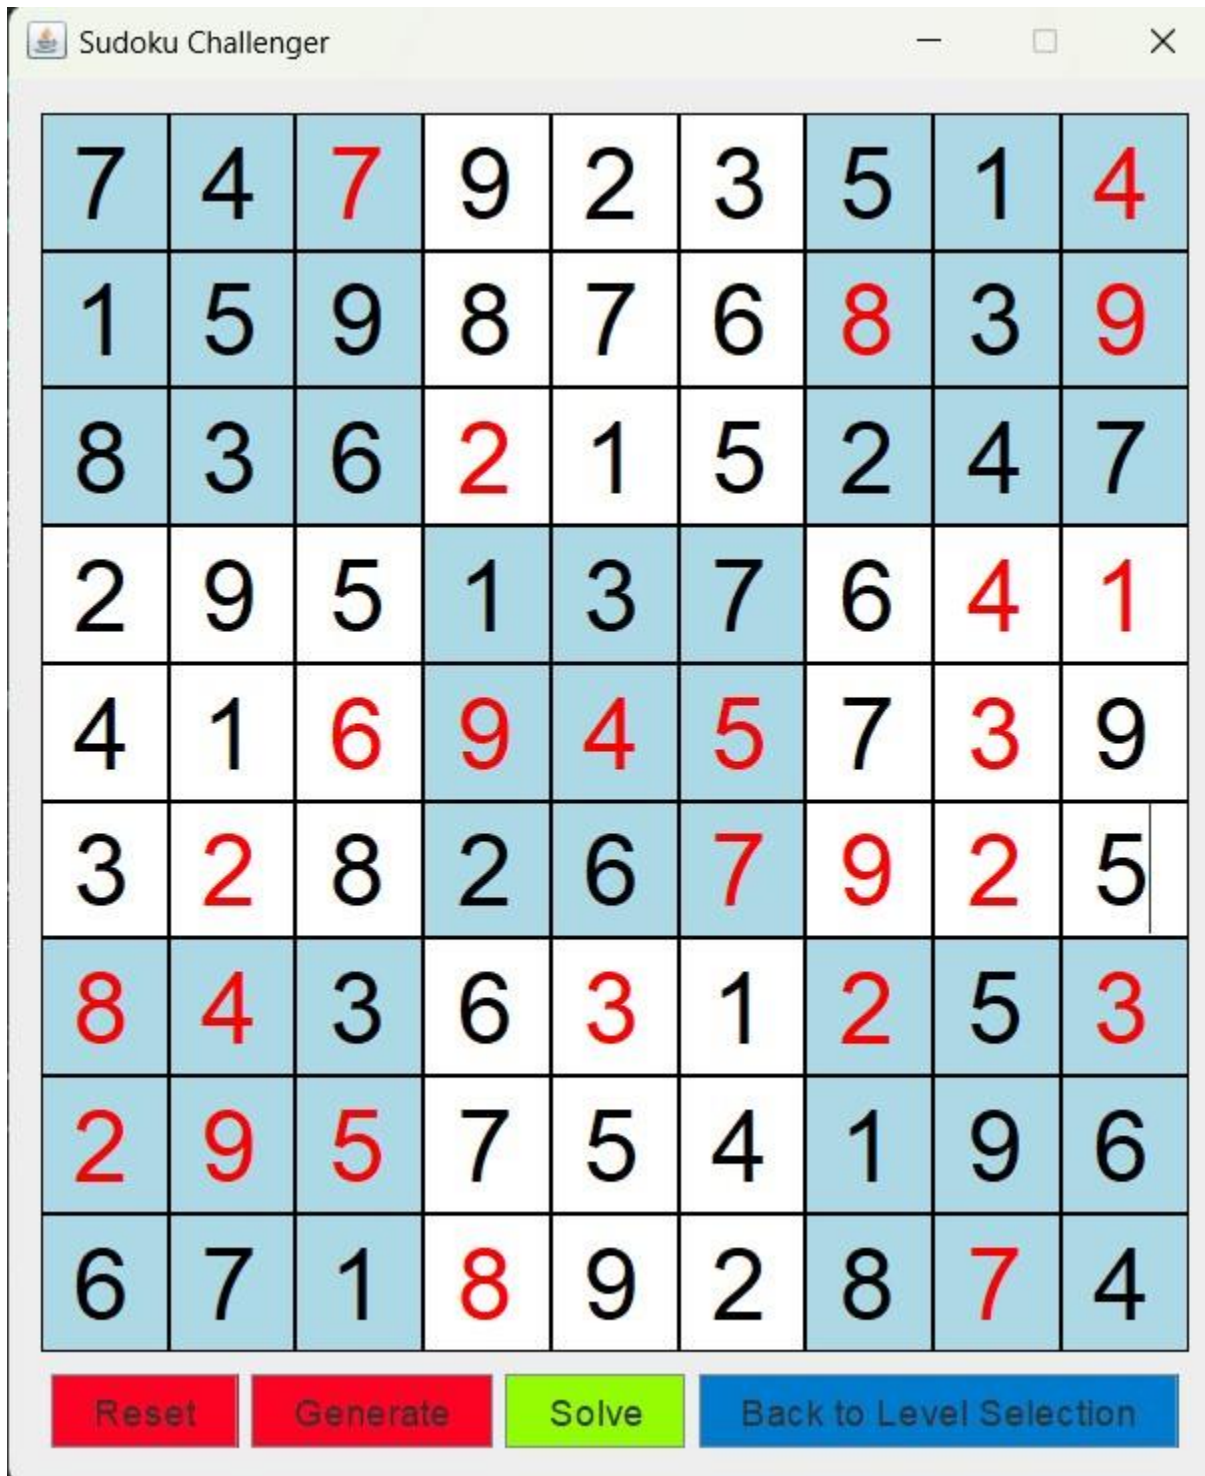 Sudoku Challenger
7 4 7 9 2 3 5 1 4
1 5 9 8 7 6 8 3 9
8 3 6 2 1 5 2 4 7
2 9 5 1 3 7 6 4 1
4 1 6 9 4 5 7 3 9
3 2 8 2 6 7 9 2 5
8 4 3 6 3 1 2 5 3
2 9 5 7 5 4 1 9 6
6 7 1 8 9 2 8 7 4
Reset Generate Solve Back to Level Selection